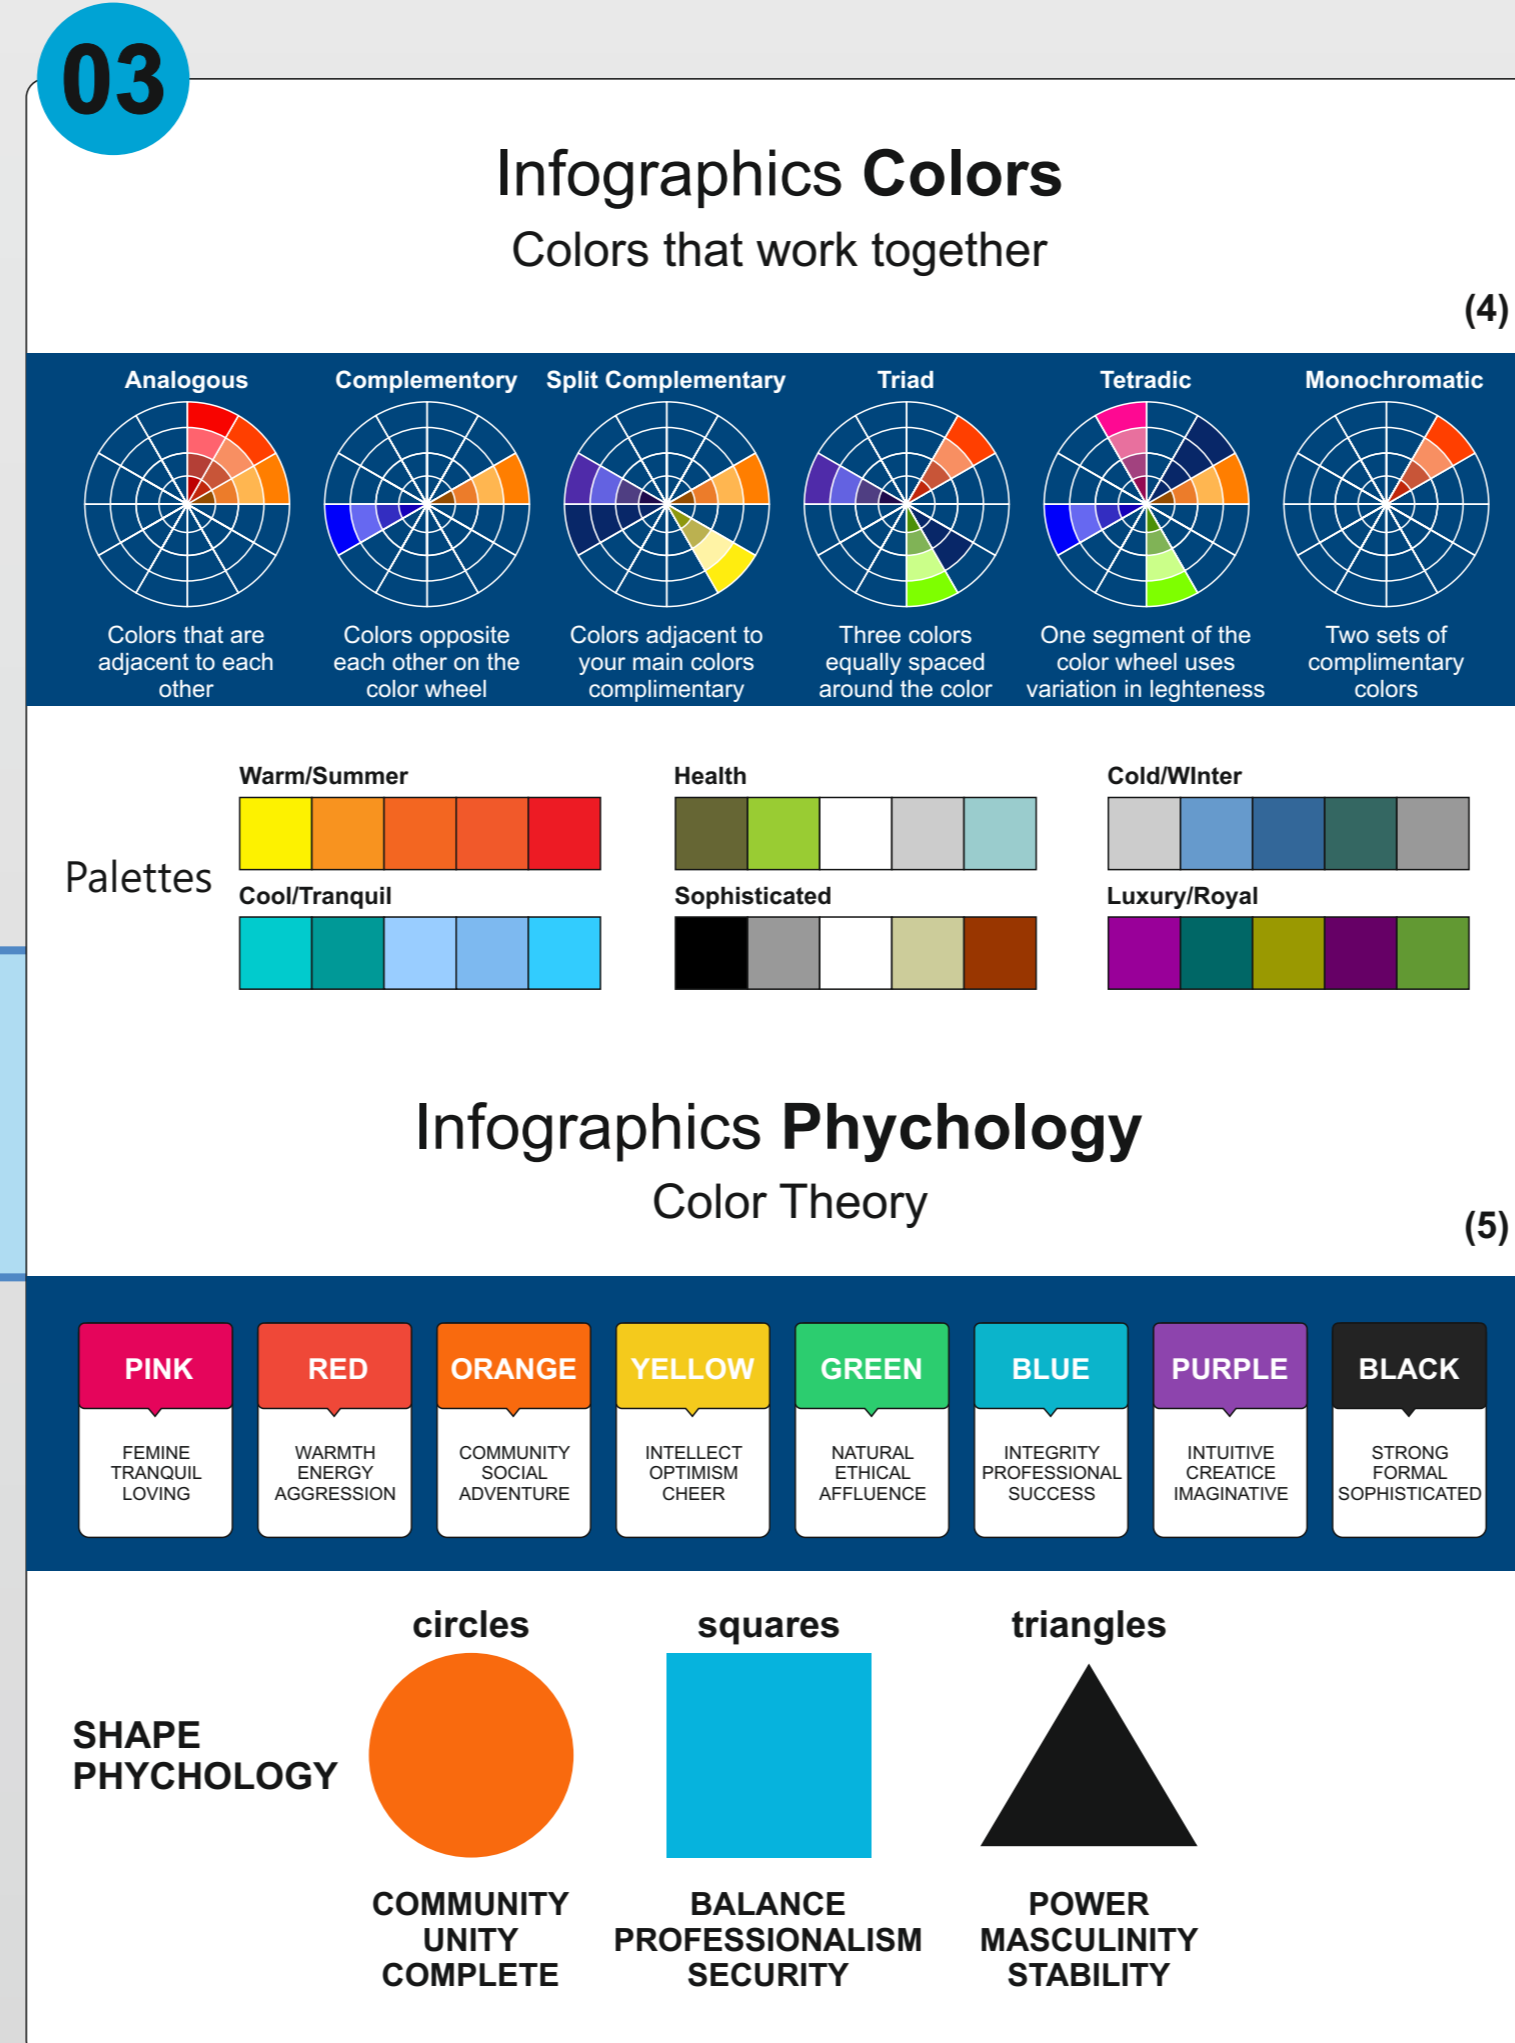 03
Infographics Colors
Colors that work together
(4)
Analogous
Complementory
Split Complementary
Triad
Tetradic
Monochromatic
Colors that are
adjacent to each
other
Colors opposite
each other on the
color wheel
Colors adjacent to
your main colors
complimentary
Three colors
equally spaced
around the color
One segment of the
color wheel uses
variation in leghteness
Two sets of
complimentary
colors
Palettes
Warm/Summer
Health
Cold/WInter
Cool/Tranquil
Sophisticated
Luxury/Royal
Infographics Phychology
Color Theory
(5)
PINK
FEMINE
TRANQUIL
LOVING
RED
WARMTH
ENERGY
AGGRESSION
ORANGE
COMMUNITY
SOCIAL
ADVENTURE
YELLOW
INTELLECT
OPTIMISM
CHEER
GREEN
NATURAL
ETHICAL
AFFLUENCE
BLUE
INTEGRITY
PROFESSIONAL
SUCCESS
PURPLE
INTUITIVE
CREATICE
IMAGINATIVE
BLACK
STRONG
FORMAL
SOPHISTICATED
SHAPE
PHYCHOLOGY
circles
COMMUNITY
UNITY
COMPLETE
squares
BALANCE
PROFESSIONALISM
SECURITY
triangles
POWER
MASCULINITY
STABILITY